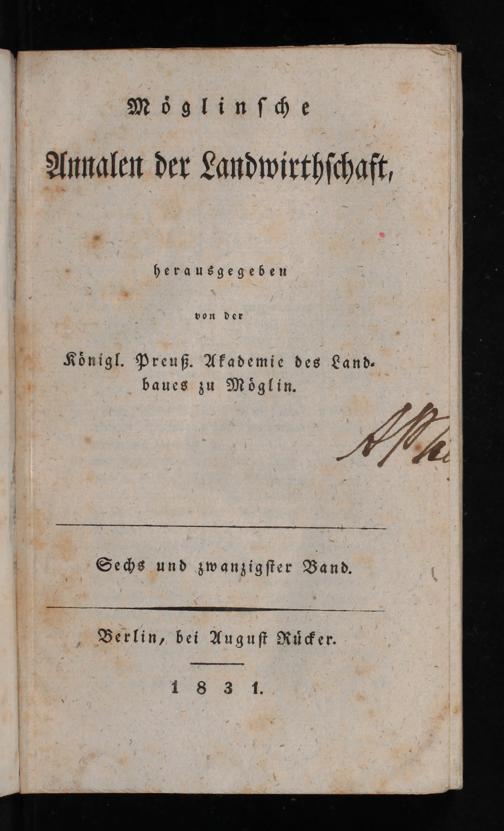 Möglinsche
Annalen der Landwirthschaft,
herausgegeben
von der
Königl. Preuß. Akademie des Land-
baues zu Möglin.
Sechs und zwanzigster Band.
Berlin, bei August Rücker.
1831.